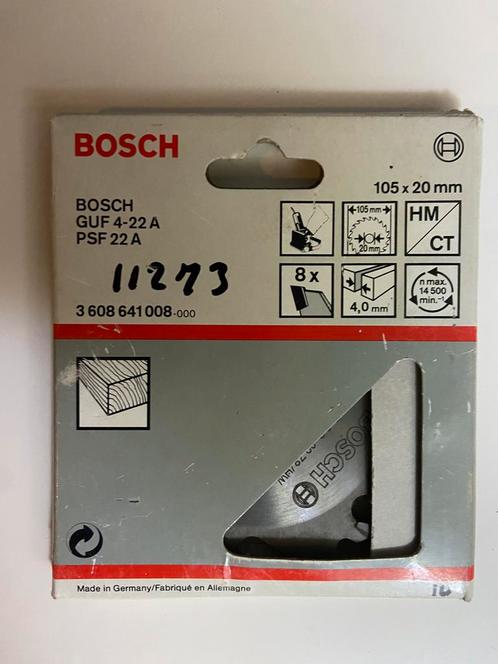 BOSCH
105 x 20 mm
BOSCH
GUF 4-22 A
PSF 22 A
11273
3 608 641 008-000
105 mm
20 mm
HM
CT
8 x
4,0 mm
n max.
14 500
min.-1
BOSCH
Made in Germany/Fabriqué en Allemagne